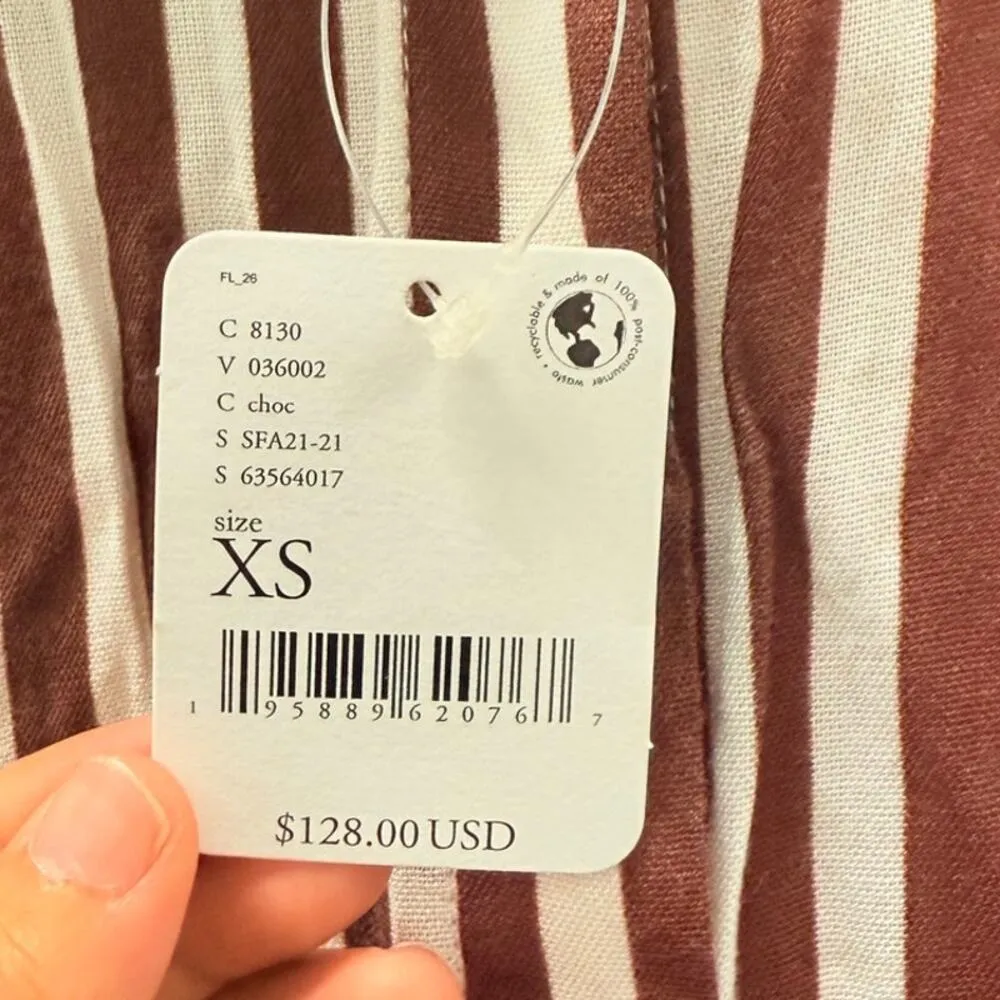 FL_26
recyclable & made of 100% post-consumer waste •
C 8130
V 036002
C choc
S SFA21-21
S 63564017
size
XS
1 95889 62076 7
$128.00 USD